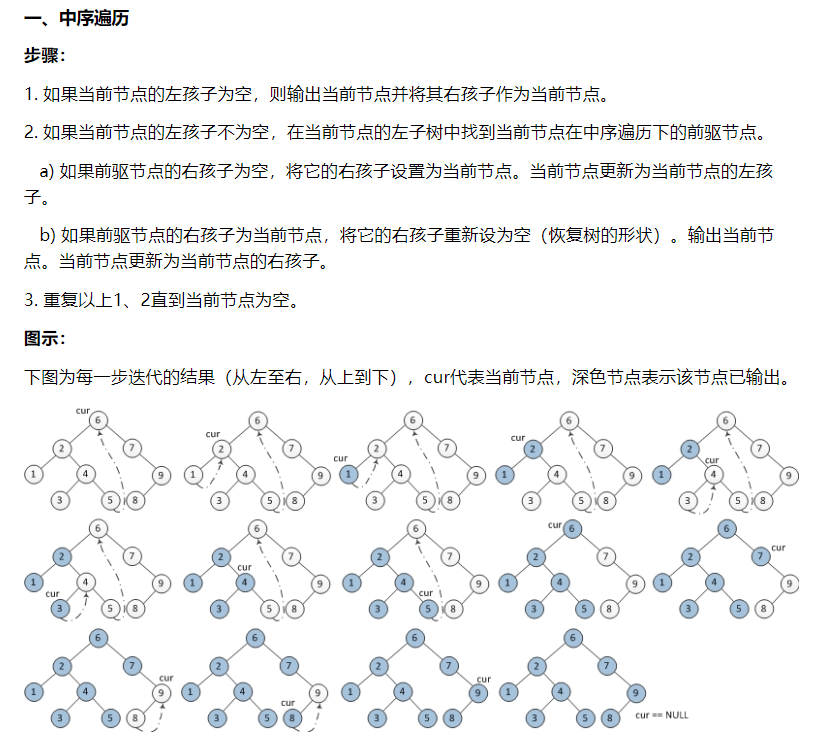 一、中序遍历
步骤：
1. 如果当前节点的左孩子为空，则输出当前节点并将其右孩子作为当前节点。
2. 如果当前节点的左孩子不为空，在当前节点的左子树中找到当前节点在中序遍历下的前驱节点。
a) 如果前驱节点的右孩子为空，将它的右孩子设置为当前节点。当前节点更新为当前节点的左孩
子。
b) 如果前驱节点的右孩子为当前节点，将它的右孩子重新设为空（恢复树的形状）。输出当前节
点。当前节点更新为当前节点的右孩子。
3. 重复以上1、2直到当前节点为空。
图示：
下图为每一步迭代的结果（从左至右，从上到下），cur代表当前节点，深色节点表示该节点已输出。
cur
6
2 7
1 4 9
3 5 8
cur
6
2 7
1 4 9
3 5 8
cur
6
2 7
1 4 9
3 5 8
cur
6
2 7
1 4 9
3 5 8
cur
6
2 7
1 4 9
3 5 8
cur
6
2 7
1 4 9
3 5 8
cur
6
2 7
1 4 9
3 5 8
cur
6
2 7
1 4 9
3 5 8
cur
6
2 7
1 4 9
3 5 8
cur
6
2 7
1 4 9
3 5 8
cur
6
2 7
1 4 9
3 5 8
cur
6
2 7
1 4 9
3 5 8
cur
6
2 7
1 4 9
3 5 8
6
2 7
1 4 9
3 5 8
cur == NULL